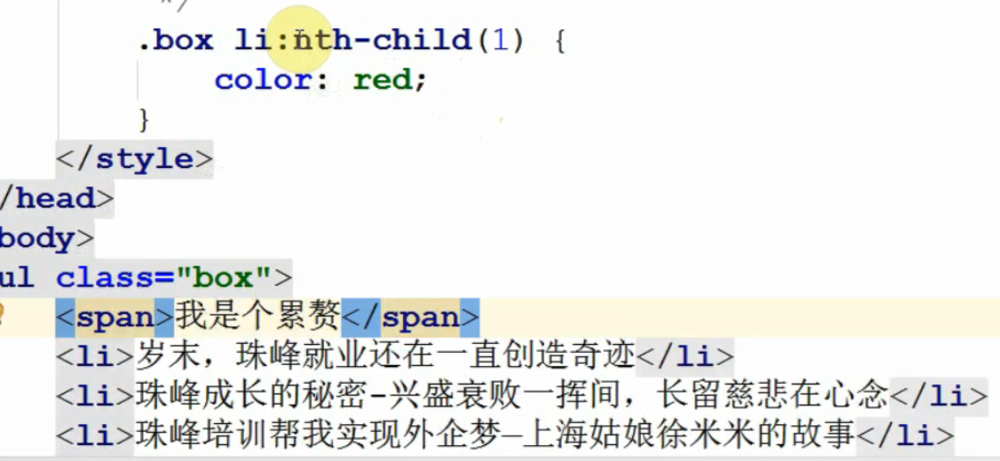 */
.box li:nth-child(1) {
color: red;
}
</style>
/head>
body>
ul class="box">
<span>我是个累赘</span>
<li>岁末，珠峰就业还在一直创造奇迹</li>
<li>珠峰成长的秘密-兴盛衰败一挥间，长留慈悲在心念</li>
<li>珠峰培训帮我实现外企梦—上海姑娘徐米米的故事</li>